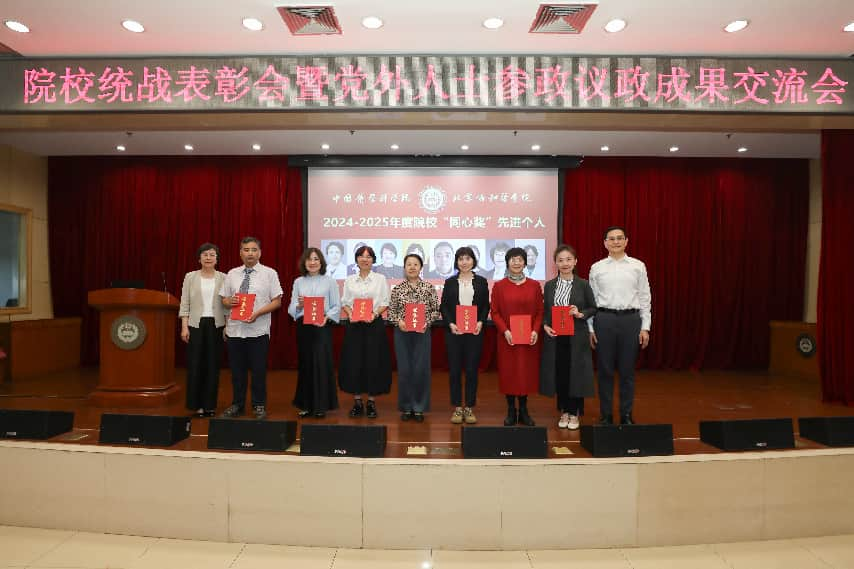 院校统战表彰会暨党外人士参政议政成果交流会
中国医学科学院 北京协和医学院
2024-2025年度院校“同心奖”先进个人